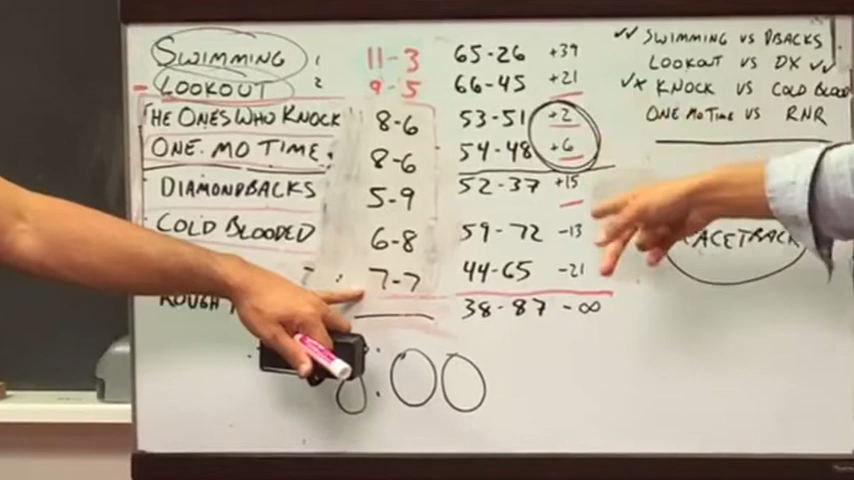 SWIMMING 1 11-3 65-26 +39
LOOKOUT 2 9-5 66-45 +21
THE ONES WHO KNOCK 8-6 53-51 +2
ONE MO TIME 8-6 54-48 +6
DIAMONDBACKS 5-9 52-37 +15
COLD BLOODED 6-8 59-72 -13
7-7 44-65 -21
38-87 -∞
:00
✓✓ SWIMMING VS DBACKS
LOOKOUT VS DX ✓✓
✓x KNOCK VS COLD BLOOD
ONE MO TIME VS RNR